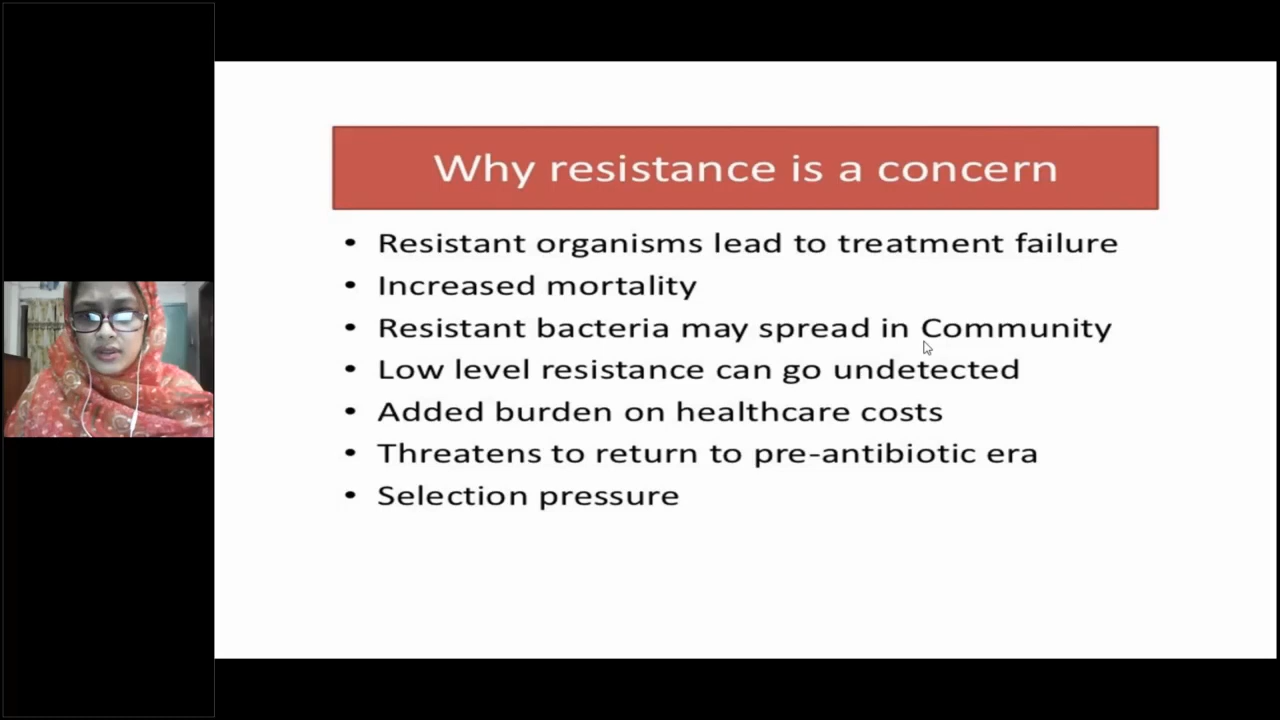 Why resistance is a concern
• Resistant organisms lead to treatment failure
• Increased mortality
• Resistant bacteria may spread in Community
• Low level resistance can go undetected
• Added burden on healthcare costs
• Threatens to return to pre-antibiotic era
• Selection pressure